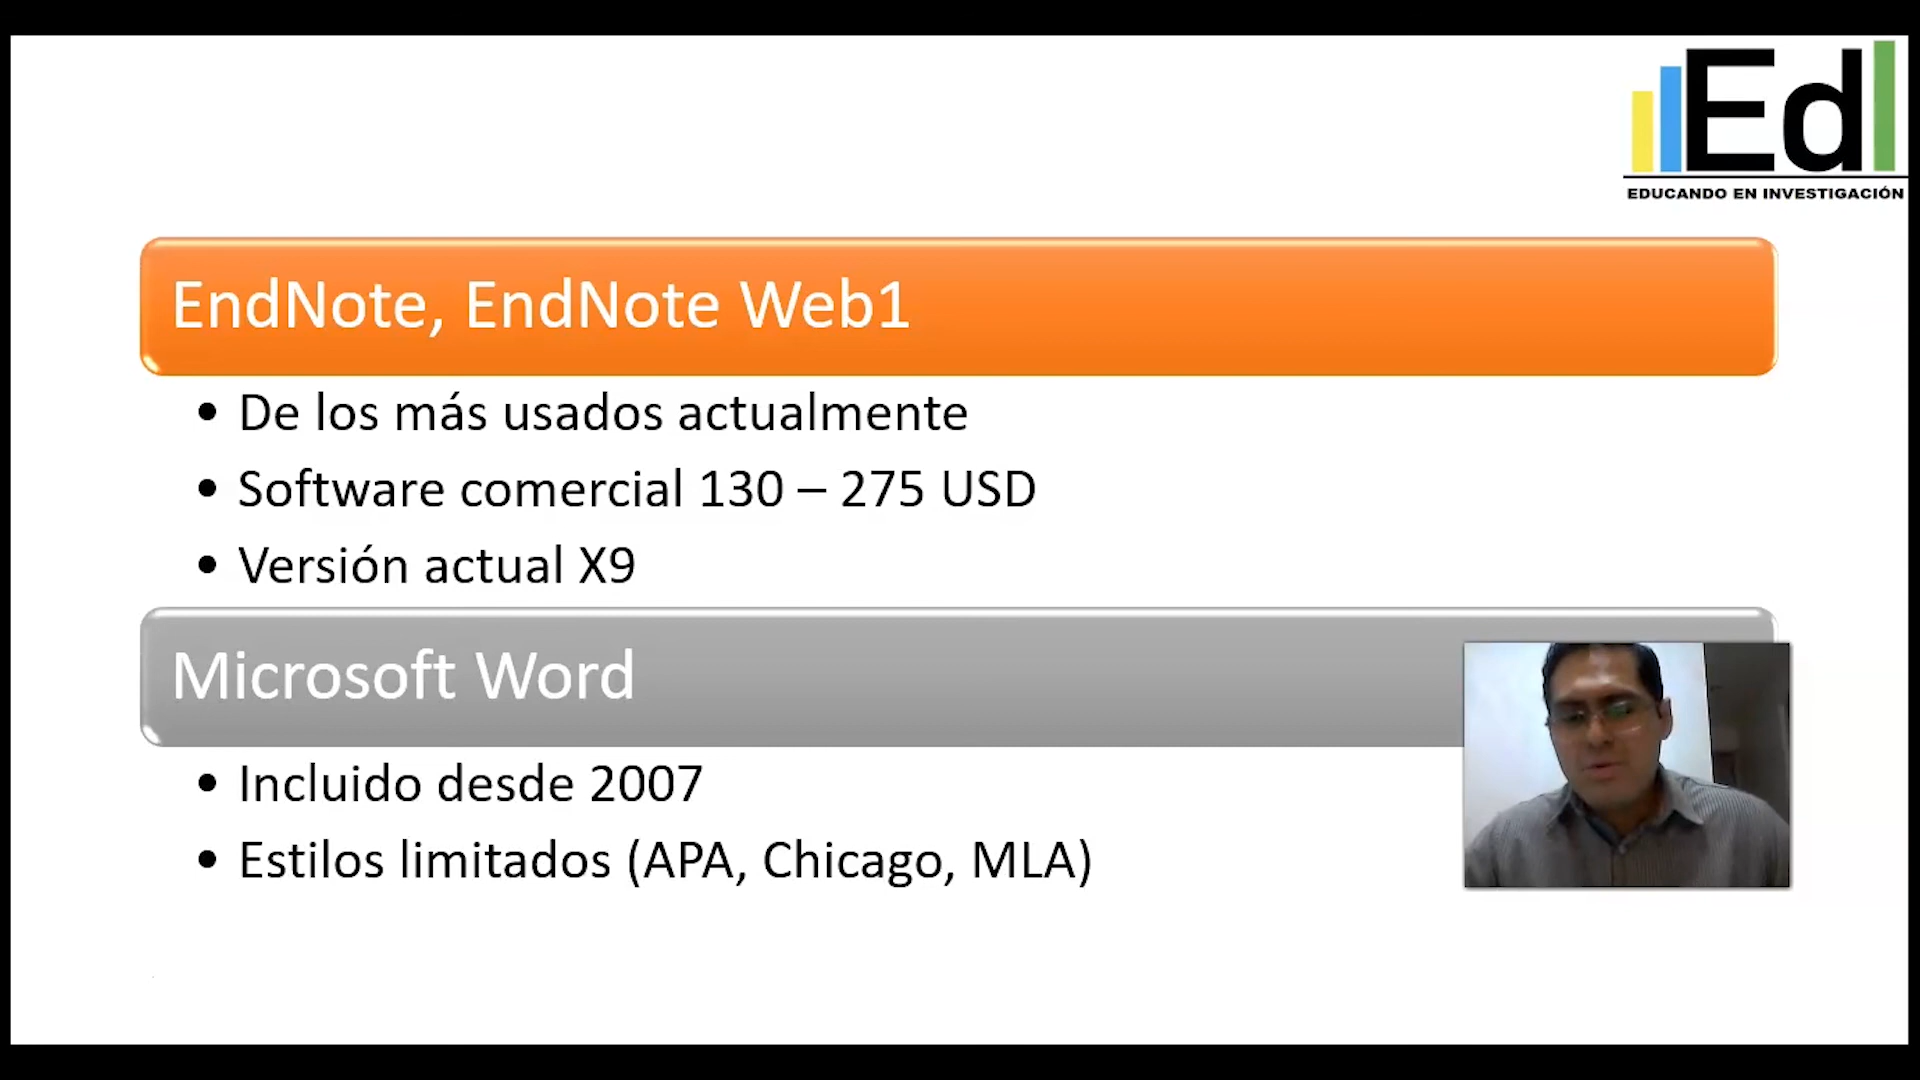 EdI
EDUCANDO EN INVESTIGACIÓN
EndNote, EndNote Web1
• De los más usados actualmente
• Software comercial 130 – 275 USD
• Versión actual X9
Microsoft Word
• Incluido desde 2007
• Estilos limitados (APA, Chicago, MLA)